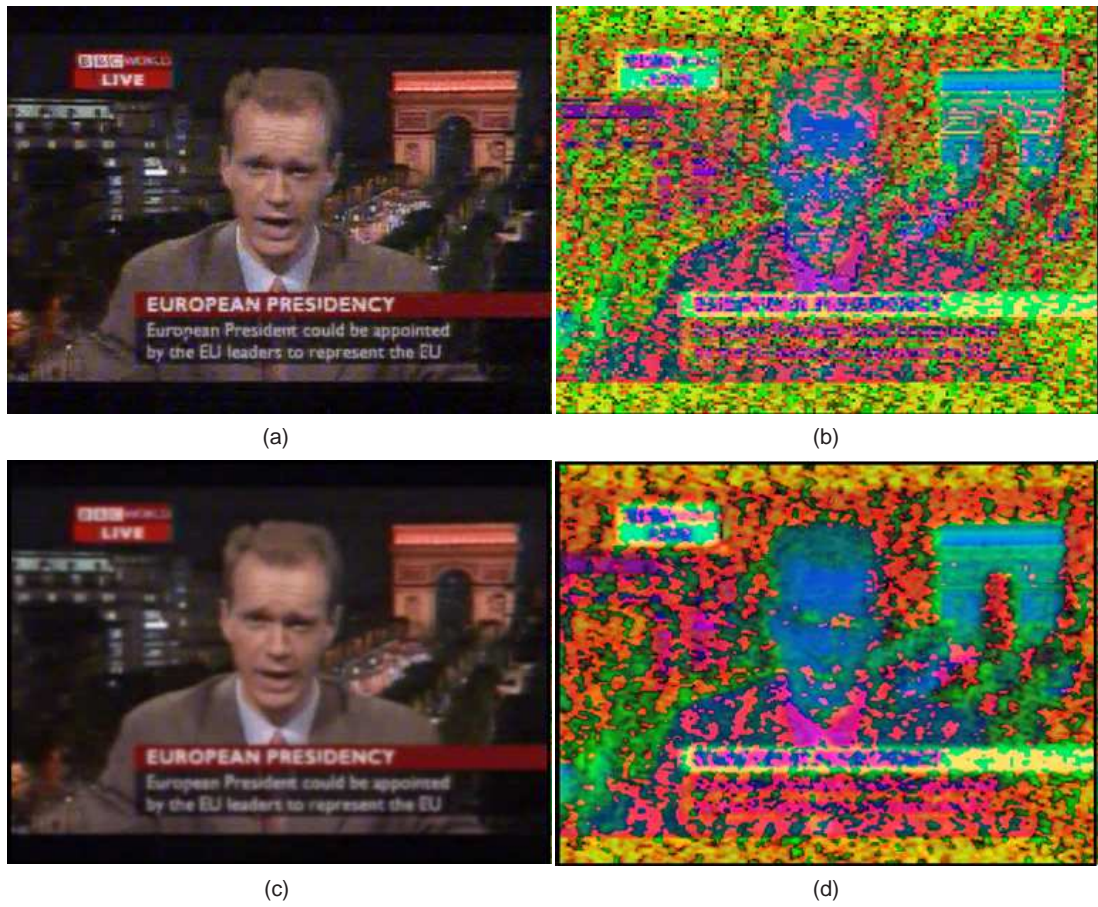 BBC WORLD
LIVE
EUROPEAN PRESIDENCY
European President could be appointed
by the EU leaders to represent the EU
(a)
(b)
BBC WORLD
LIVE
EUROPEAN PRESIDENCY
European President could be appointed
by the EU leaders to represent the EU
(c)
(d)